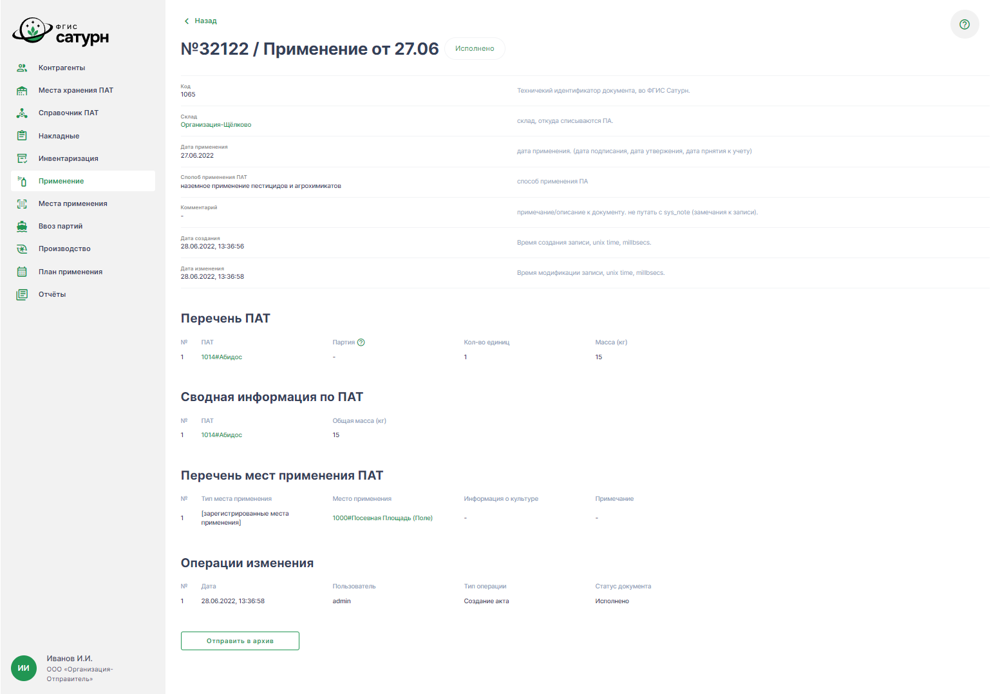 ФГИС
сатурн
Контрагенты
Места хранения ПАТ
Справочник ПАТ
Накладные
Инвентаризация
Применение
Места применения
Ввоз партий
Производство
План применения
Отчёты
ИИ
Иванов И.И.
ООО «Организация-
Отправитель»
Назад
№32122 / Применение от 27.06 Исполнено
Код
1065
Техничекий идентификатор документа, во ФГИС Сатурн.
Склад
Организация-Щёлково
склад, откуда списываются ПА.
Дата применения
27.06.2022
дата применения. (дата подписания, дата утвержения, дата прнятия к учету)
Спопоб применения ПАТ
наземное применение пестицидов и агрохимикатов
способ применения ПА
Комментарий
-
примечание/описание к документу. не путать с sys_note (замечания к записи).
Дата создания
28.06.2022, 13:36:56
Время создания записи, unix time, millbsecs.
Дата изменения
28.06.2022, 13:36:58
Время модификации записи, unix time, millbsecs.
Перечень ПАТ
№ ПАТ Партия ? Кол-во единиц Масса (кг)
1 1014#Абидос - 1 15
Сводная информация по ПАТ
№ ПАТ Общая масса (кг)
1 1014#Абидос 15
Перечень мест применения ПАТ
№ Тип места применения Место применения Информация о культуре Примечание
1 [зарегистрированные места
применения] 1000#Посевная Площадь (Поле) - -
Операции изменения
№ Дата Пользователь Тип операции Статус документа
1 28.06.2022, 13:36:58 admin Создание акта Исполнено
Отправить в архив